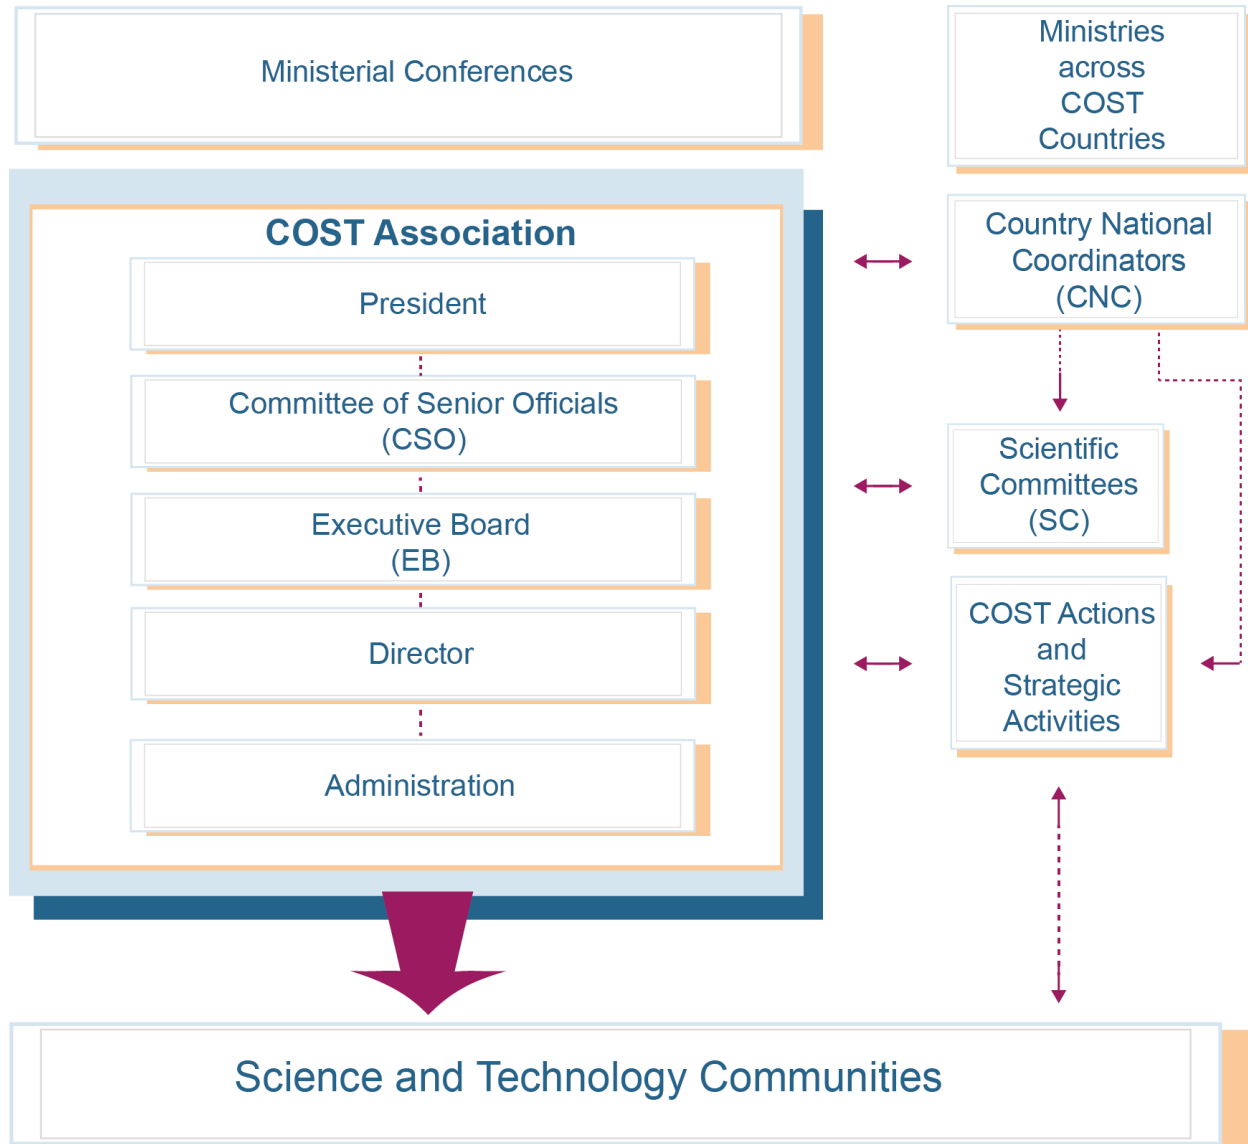 Ministerial Conferences
Ministries
across
COST
Countries
COST Association
President
Committee of Senior Officials
(CSO)
Executive Board
(EB)
Director
Administration
Country National
Coordinators
(CNC)
Scientific
Committees
(SC)
COST Actions
and
Strategic
Activities
Science and Technology Communities